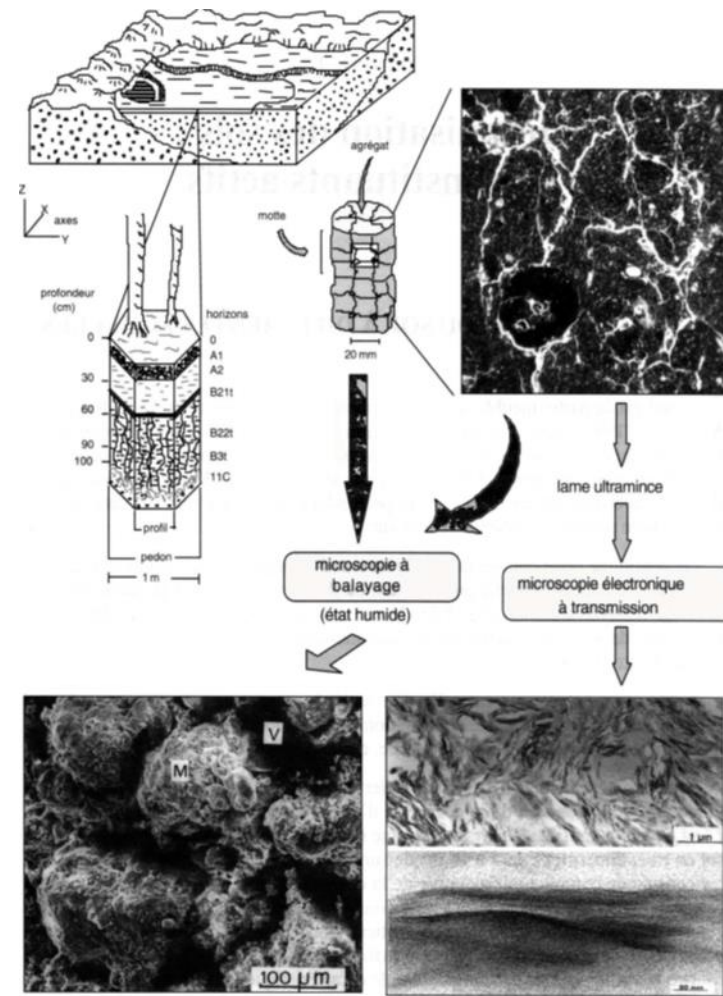 agrégat
Z
X
axes
Y
motte
profondeur
(cm)
horizons
0
0
A1
A2
30
B21t
60
B22t
90
B3t
100
11C
20 mm
profil
pedon
1 m
lame ultramince
microscopie à
balayage
(état humide)
microscopie électronique
à transmission
V
M
1 µm
100 µm